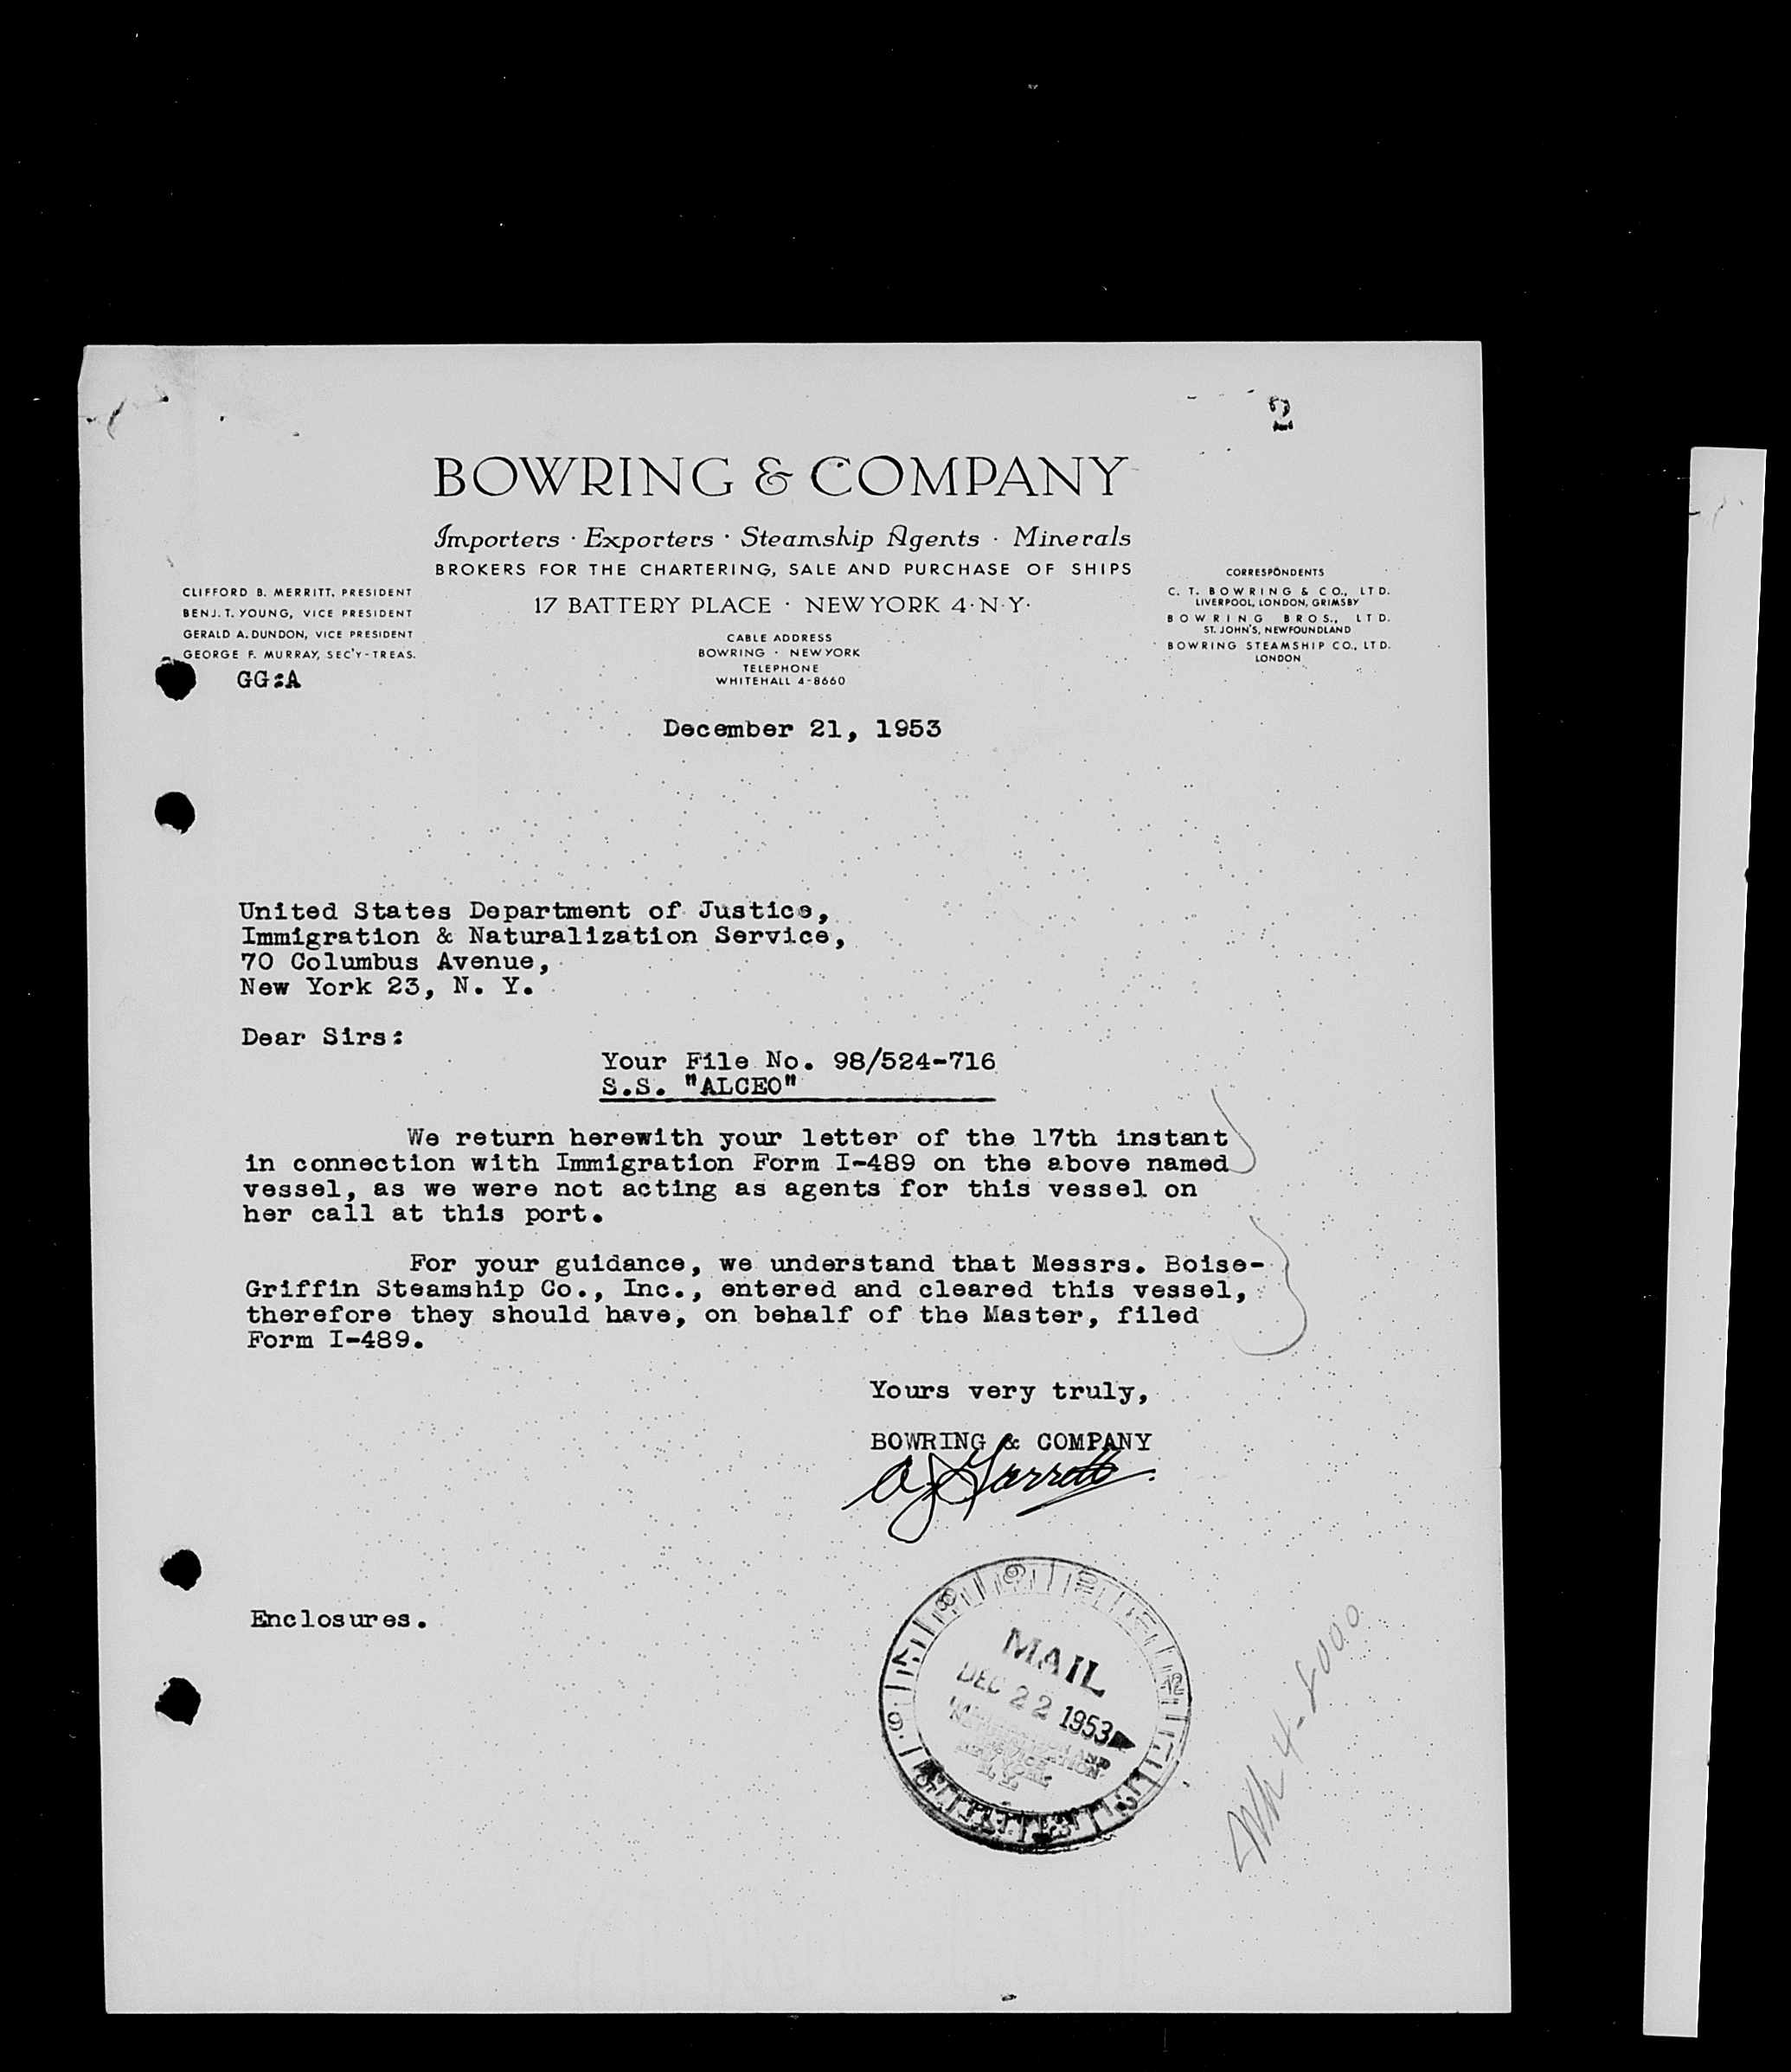 BOWRING & COMPANY
Importers · Exporters · Steamship Agents · Minerals
BROKERS FOR THE CHARTERING, SALE AND PURCHASE OF SHIPS
17 BATTERY PLACE · NEW YORK 4·N·Y·
CABLE ADDRESS
BOWRING · NEW YORK
TELEPHONE
WHITEHALL 4-8660
CLIFFORD B. MERRITT, PRESIDENT
BENJ. T. YOUNG, VICE PRESIDENT
GERALD A. DUNDON, VICE PRESIDENT
GEORGE F. MURRAY, SEC'Y-TREAS.
CORRESPONDENTS
C. T. BOWRING & CO., LTD.
LIVERPOOL, LONDON, GRIMSBY
BOWRING BROS., LTD.
ST. JOHN'S, NEWFOUNDLAND
BOWRING STEAMSHIP CO., LTD.
LONDON
GG:A
December 21, 1953
United States Department of Justice,
Immigration & Naturalization Service,
70 Columbus Avenue,
New York 23, N. Y.
Dear Sirs:
Your File No. 98/524-716
S.S. "ALCEO"
We return herewith your letter of the 17th instant
in connection with Immigration Form I-489 on the above named
vessel, as we were not acting as agents for this vessel on
her call at this port.
For your guidance, we understand that Messrs. Boise-
Griffin Steamship Co., Inc., entered and cleared this vessel,
therefore they should have, on behalf of the Master, filed
Form I-489.
Yours very truly,
BOWRING & COMPANY
Enclosures.
MAIL
DEC 22 1953
Wh 4-8000